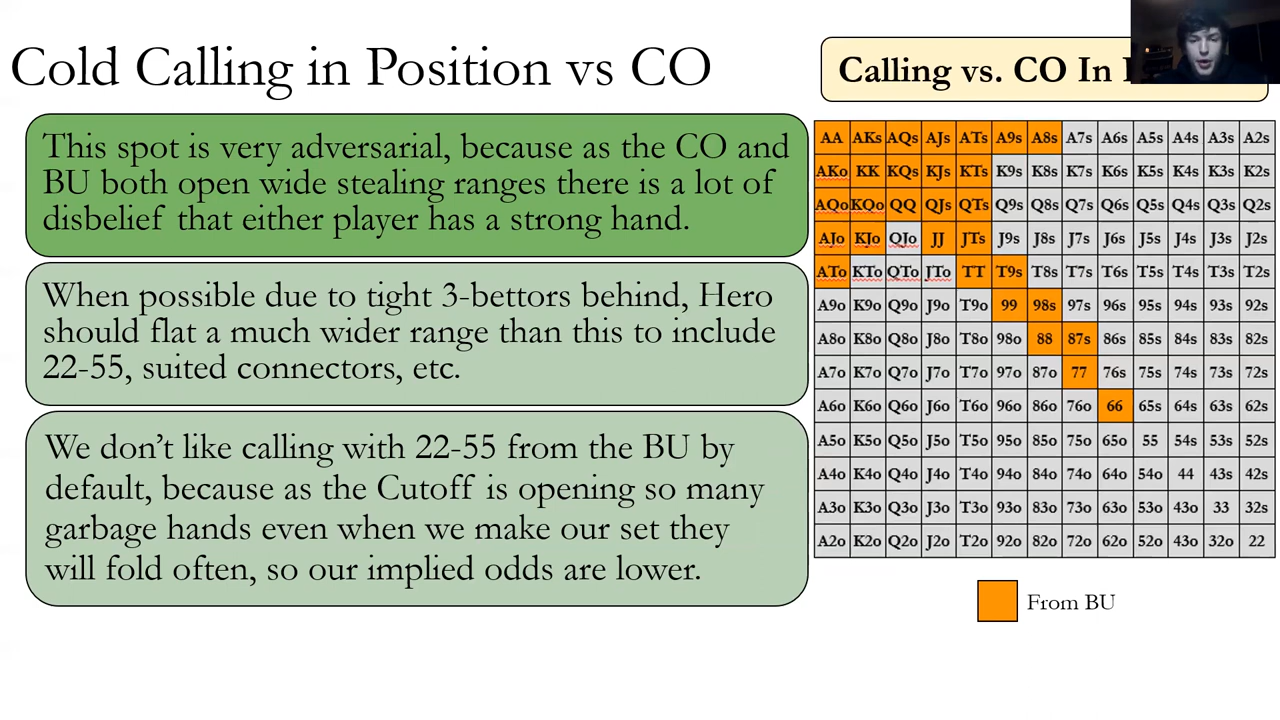 Cold Calling in Position vs CO
Calling vs. CO In
This spot is very adversarial, because as the CO and
BU both open wide stealing ranges there is a lot of
disbelief that either player has a strong hand.
When possible due to tight 3-bettors behind, Hero
should flat a much wider range than this to include
22-55, suited connectors, etc.
We don't like calling with 22-55 from the BU by
default, because as the Cutoff is opening so many
garbage hands even when we make our set they
will fold often, so our implied odds are lower.
AA AKs AQs AJs ATs A9s A8s A7s A6s A5s A4s A3s A2s
AKo KK KQs KJs KTs K9s K8s K7s K6s K5s K4s K3s K2s
AQo KQo QQ QJs QTs Q9s Q8s Q7s Q6s Q5s Q4s Q3s Q2s
AJo KJo QJo JJ JTs J9s J8s J7s J6s J5s J4s J3s J2s
ATo KTo QTo JTo TT T9s T8s T7s T6s T5s T4s T3s T2s
A9o K9o Q9o J9o T9o 99 98s 97s 96s 95s 94s 93s 92s
A8o K8o Q8o J8o T8o 98o 88 87s 86s 85s 84s 83s 82s
A7o K7o Q7o J7o T7o 97o 87o 77 76s 75s 74s 73s 72s
A6o K6o Q6o J6o T6o 96o 86o 76o 66 65s 64s 63s 62s
A5o K5o Q5o J5o T5o 95o 85o 75o 65o 55 54s 53s 52s
A4o K4o Q4o J4o T4o 94o 84o 74o 64o 54o 44 43s 42s
A3o K3o Q3o J3o T3o 93o 83o 73o 63o 53o 43o 33 32s
A2o K2o Q2o J2o T2o 92o 82o 72o 62o 52o 43o 32o 22
From BU